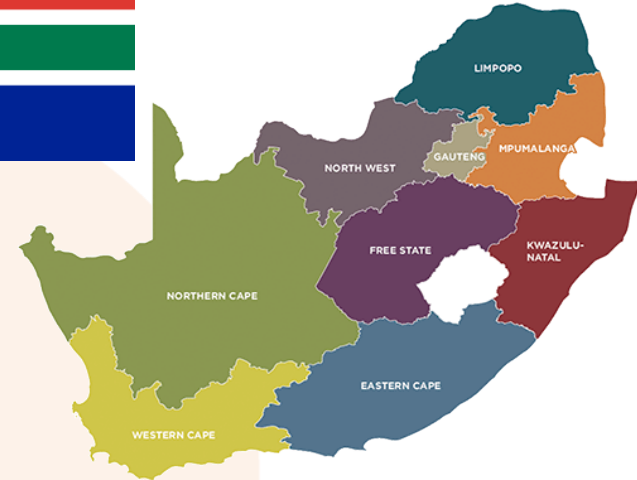 LIMPOPO
MPUMALANGA
GAUTENG
NORTH WEST
KWAZULU-
NATAL
FREE STATE
NORTHERN CAPE
EASTERN CAPE
WESTERN CAPE